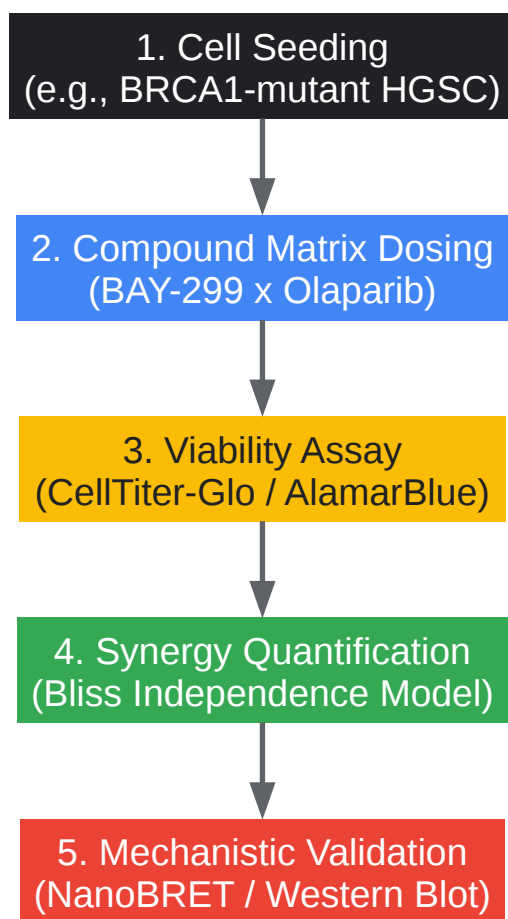 1. Cell Seeding
(e.g., BRCA1-mutant HGSC)
2. Compound Matrix Dosing
(BAY-299 x Olaparib)
3. Viability Assay
(CellTiter-Glo / AlamarBlue)
4. Synergy Quantification
(Bliss Independence Model)
5. Mechanistic Validation
(NanoBRET / Western Blot)